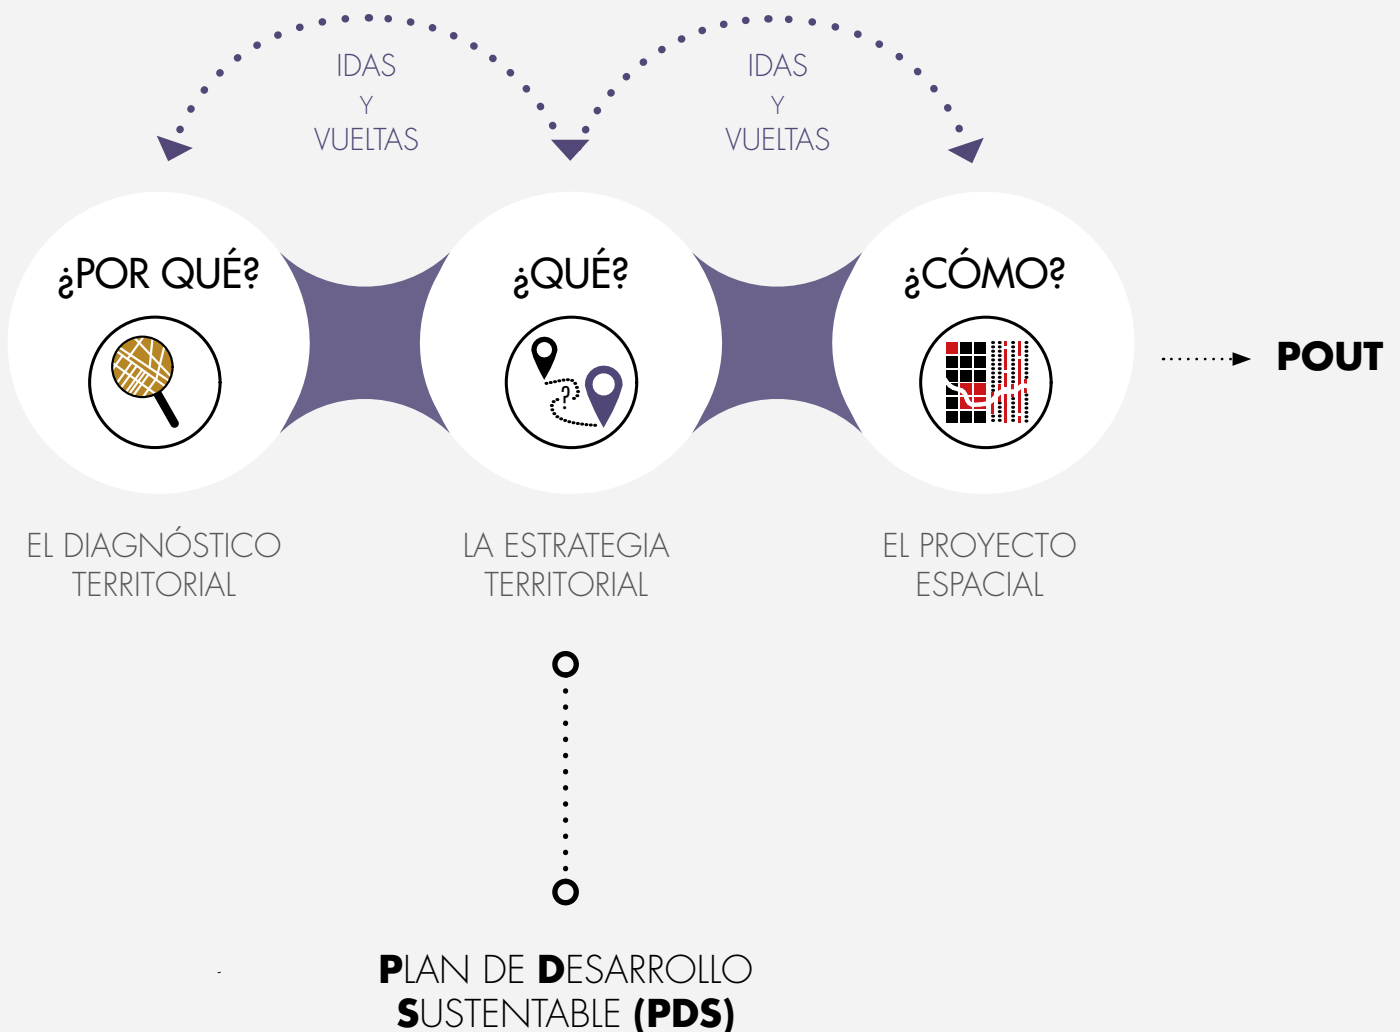 IDAS
Y
VUELTAS
IDAS
Y
VUELTAS
¿POR QUÉ?
¿QUÉ?
¿CÓMO?
?
POUT
EL DIAGNÓSTICO
TERRITORIAL
LA ESTRATEGIA
TERRITORIAL
EL PROYECTO
ESPACIAL
PLAN DE DESARROLLO
SUSTENTABLE (PDS)